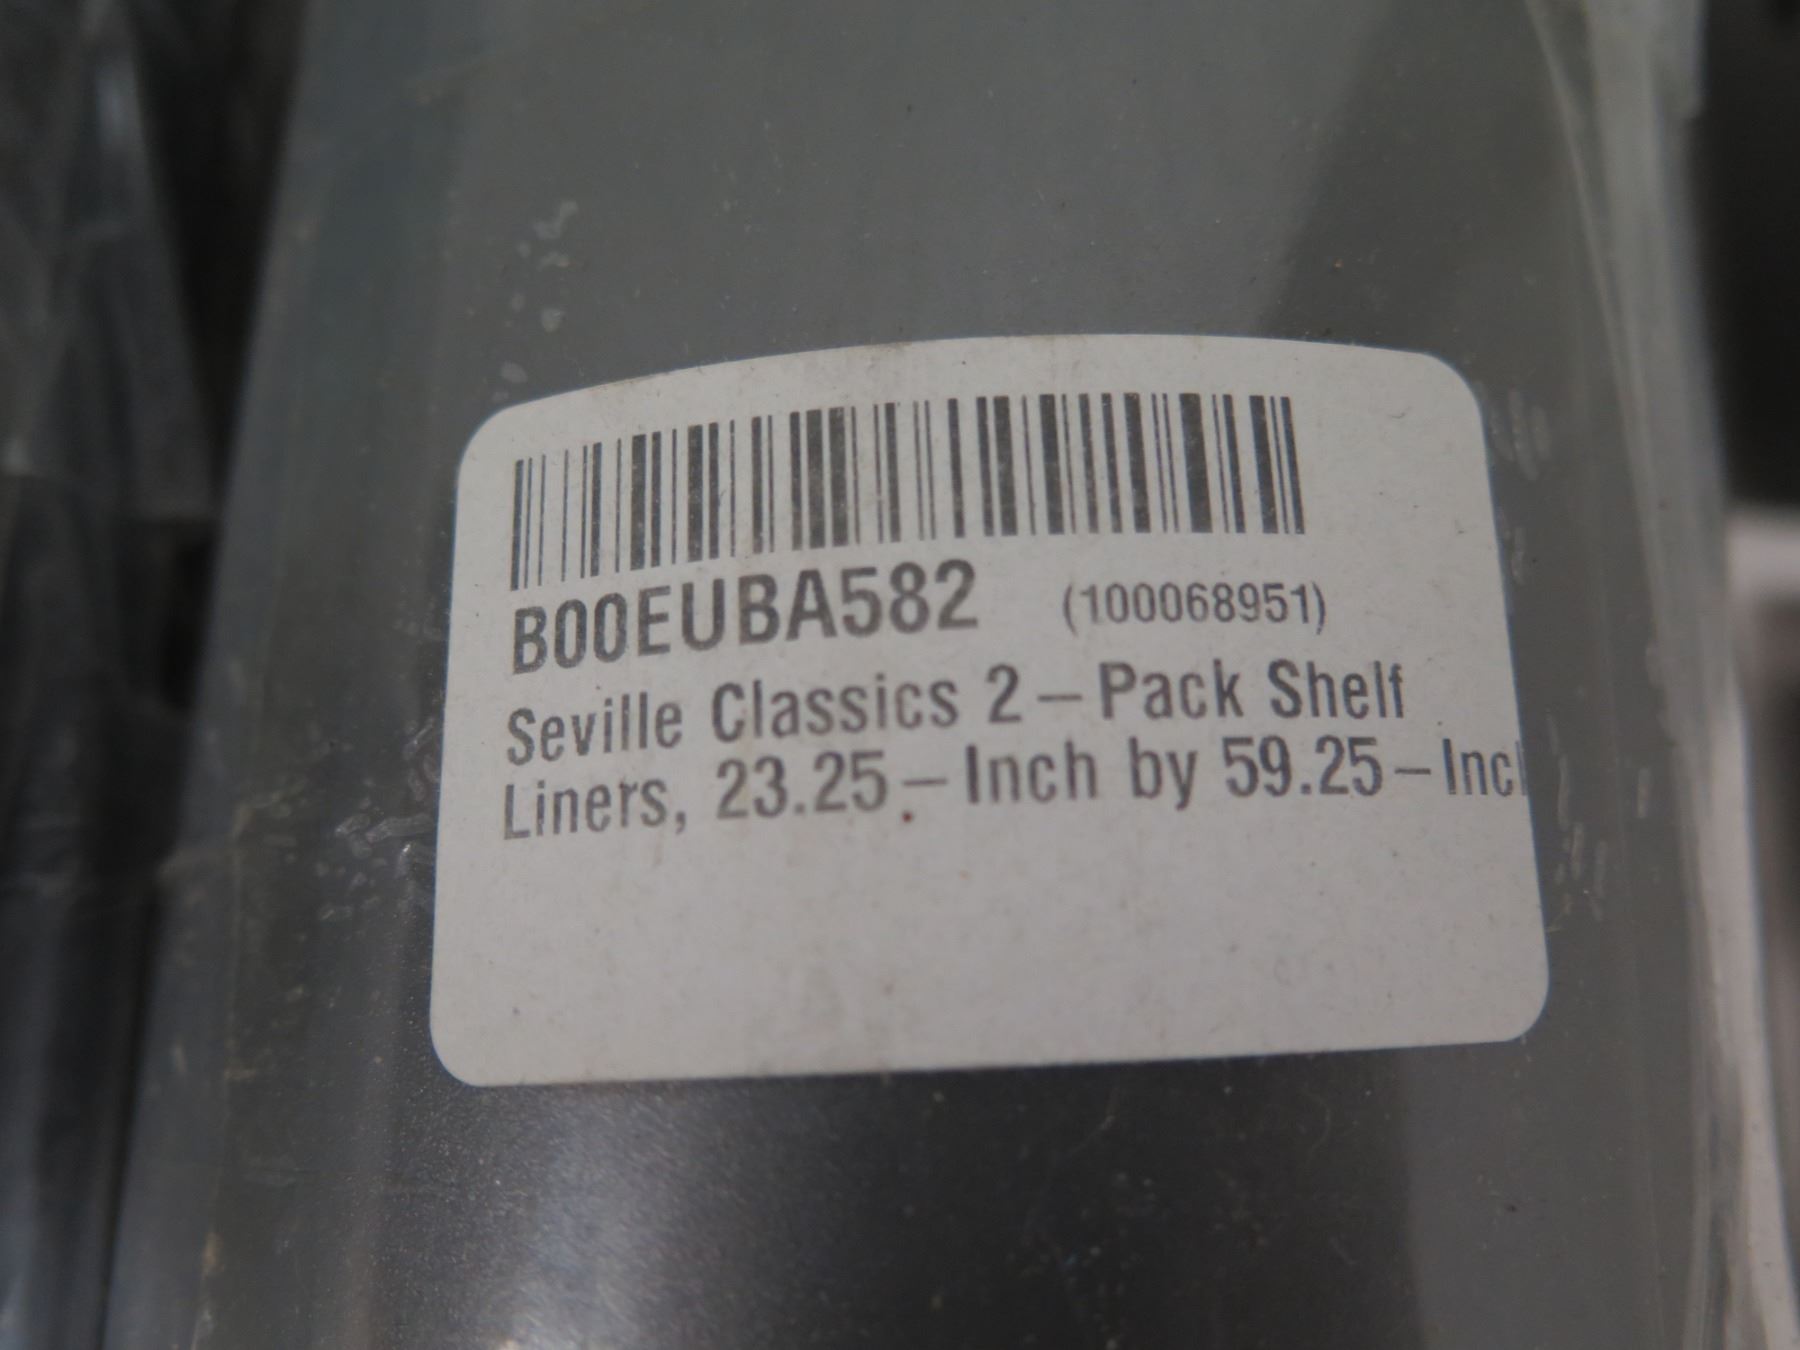 B00EUBA582 (100068951)
Seville Classics 2-Pack Shelf
Liners, 23.25-Inch by 59.25-Inc